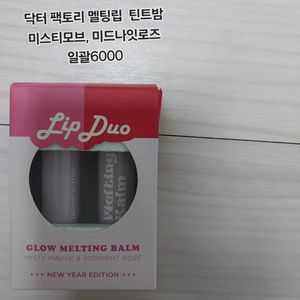 닥터 팩토리 멜팅립 틴트밤
미스티모브, 미드나잇로즈
일괄6000
Lip Duo
Melting
Balm
GLOW MELTING BALM
MISTY MAUVE & MIDNIGHT ROSE
NEW YEAR EDITION